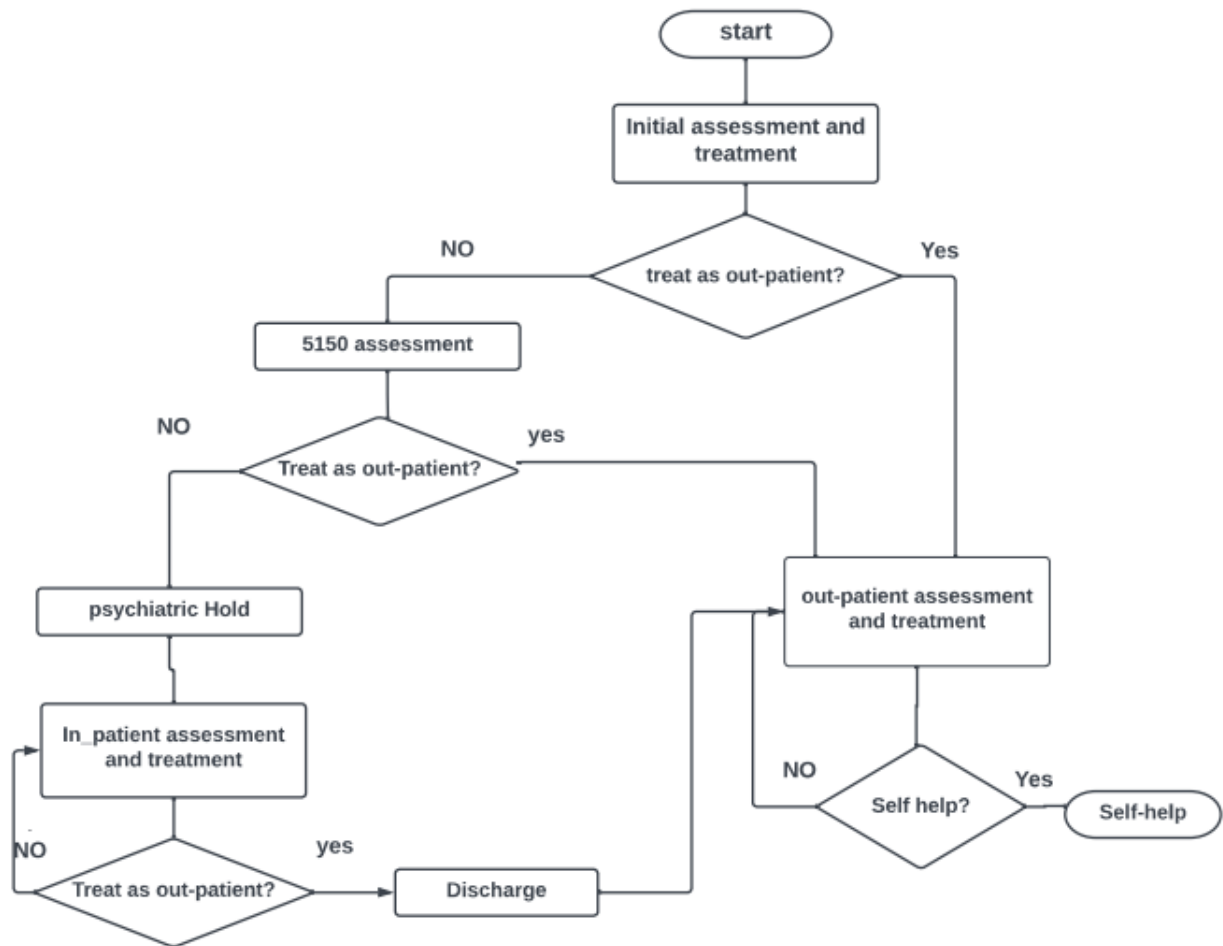 start
Initial assessment and
treatment
NO
Yes
treat as out-patient?
5150 assessment
NO
yes
Treat as out-patient?
psychiatric Hold
out-patient assessment
and treatment
In_patient assessment
and treatment
NO
Yes
Self help?
Self-help
NO
yes
Treat as out-patient?
Discharge